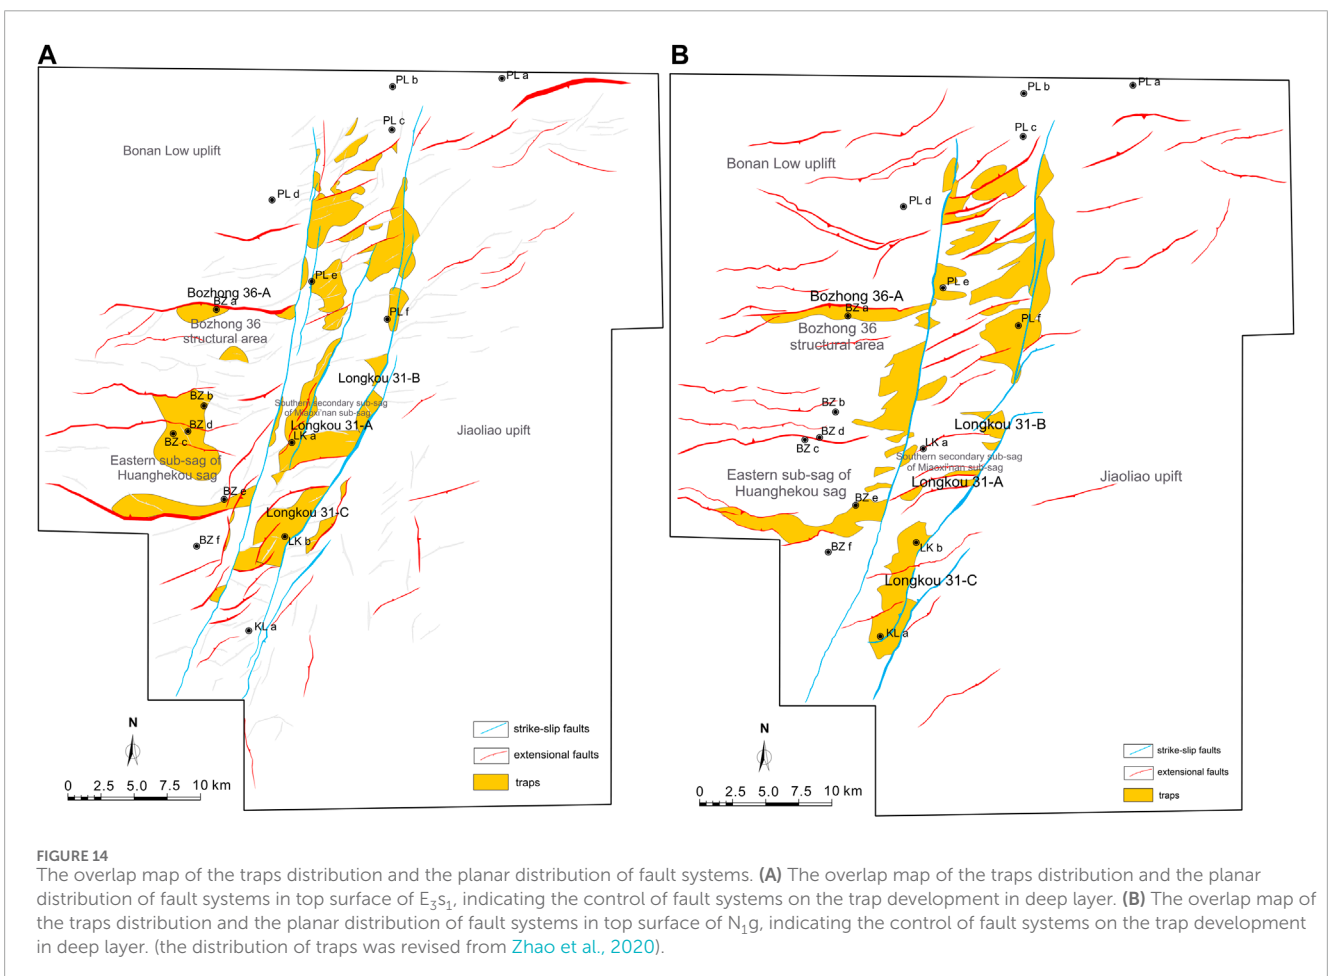 A
PL b
PL a
PL c
Bonan Low uplift
PL d
PL e
Bozhong 36-A
BZ a
PL f
Bozhong 36
structural area
Longkou 31-B
BZ b
Southern secondary sub-sag
of Miaoxi'nan sub-sag
BZ d
Longkou 31-A
BZ c
LK a
Jiaoliao upift
Eastern sub-sag of
Huanghekou sag
BZ e
Longkou 31-C
BZ f
LK b
KL a
N
0 2.5 5.0 7.5 10 km
strike-slip faults
extensional faults
traps
B
PL b
PL a
PL c
Bonan Low uplift
PL d
PL e
Bozhong 36-A
BZ a
PL f
Bozhong 36
structural area
BZ b
Longkou 31-B
BZ d
BZ c
LK a
Southern secondary sub-sag
of Miaoxi'nan sub-sag
Eastern sub-sag of
Huanghekou sag
Longkou 31-A
Jiaoliao upift
BZ e
BZ f
LK b
Longkou 31-C
KL a
N
0 2.5 5.0 7.5 10 km
strike-slip faults
extensional faults
traps
FIGURE 14
The overlap map of the traps distribution and the planar distribution of fault systems. (A) The overlap map of the traps distribution and the planar
distribution of fault systems in top surface of E₃s₁, indicating the control of fault systems on the trap development in deep layer. (B) The overlap map of
the traps distribution and the planar distribution of fault systems in top surface of N₁g, indicating the control of fault systems on the trap development
in deep layer. (the distribution of traps was revised from Zhao et al., 2020).